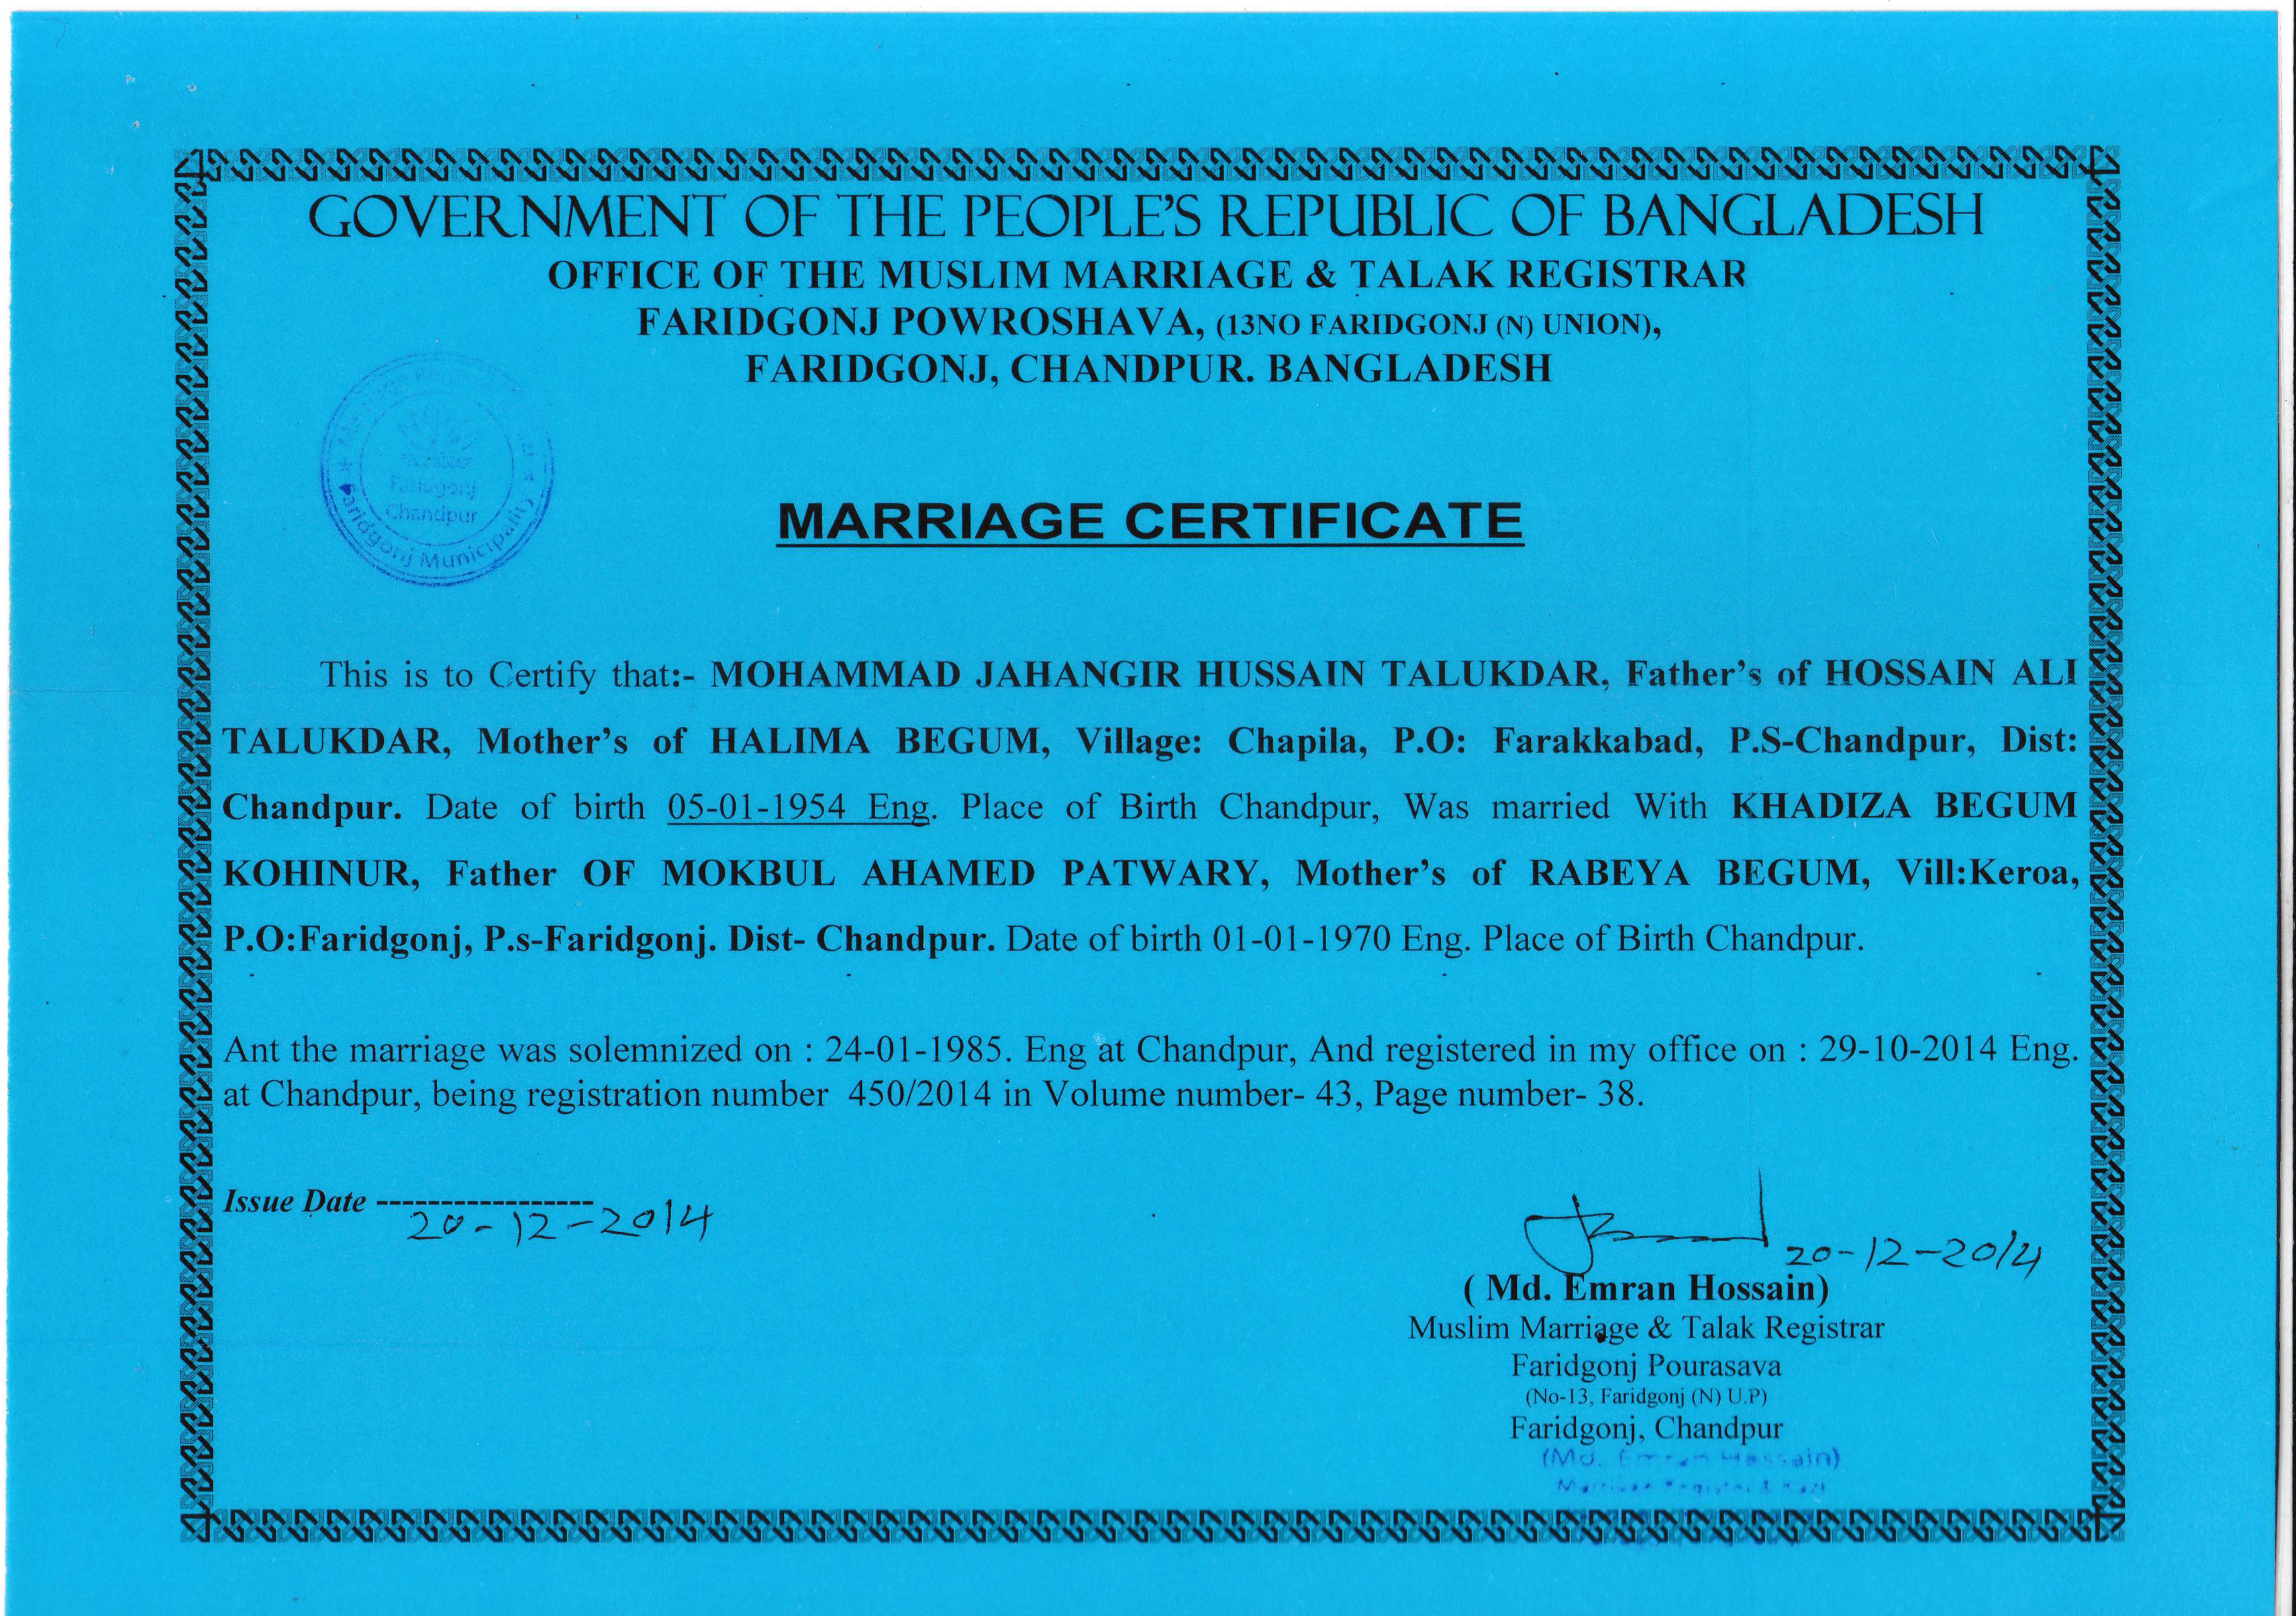 GOVERNMENT OF THE PEOPLE'S REPUBLIC OF BANGLADESH
OFFICE OF THE MUSLIM MARRIAGE & TALAK REGISTRAR
FARIDGONJ POWROSHAVA, (13NO FARIDGONJ (N) UNION),
FARIDGONJ, CHANDPUR. BANGLADESH
Faridgonj
Chandpur
Faridgonj Municipality
MARRIAGE CERTIFICATE
This is to Certify that:- MOHAMMAD JAHANGIR HUSSAIN TALUKDAR, Father's of HOSSAIN ALI
TALUKDAR, Mother's of HALIMA BEGUM, Village: Chapila, P.O: Farakkabad, P.S-Chandpur, Dist:
Chandpur. Date of birth 05-01-1954 Eng. Place of Birth Chandpur, Was married With KHADIZA BEGUM
KOHINUR, Father OF MOKBUL AHAMED PATWARY, Mother's of RABEYA BEGUM, Vill:Keroa,
P.O:Faridgonj, P.s-Faridgonj. Dist- Chandpur. Date of birth 01-01-1970 Eng. Place of Birth Chandpur.
Ant the marriage was solemnized on : 24-01-1985. Eng at Chandpur, And registered in my office on : 29-10-2014 Eng.
at Chandpur, being registration number 450/2014 in Volume number- 43, Page number- 38.
Issue Date -----------------
20-12-2014
20-12-2014
( Md. Emran Hossain)
Muslim Marriage & Talak Registrar
Faridgonj Pourasava
(No-13, Faridgonj (N) U.P)
Faridgonj, Chandpur
(Md. Emran Hossain)